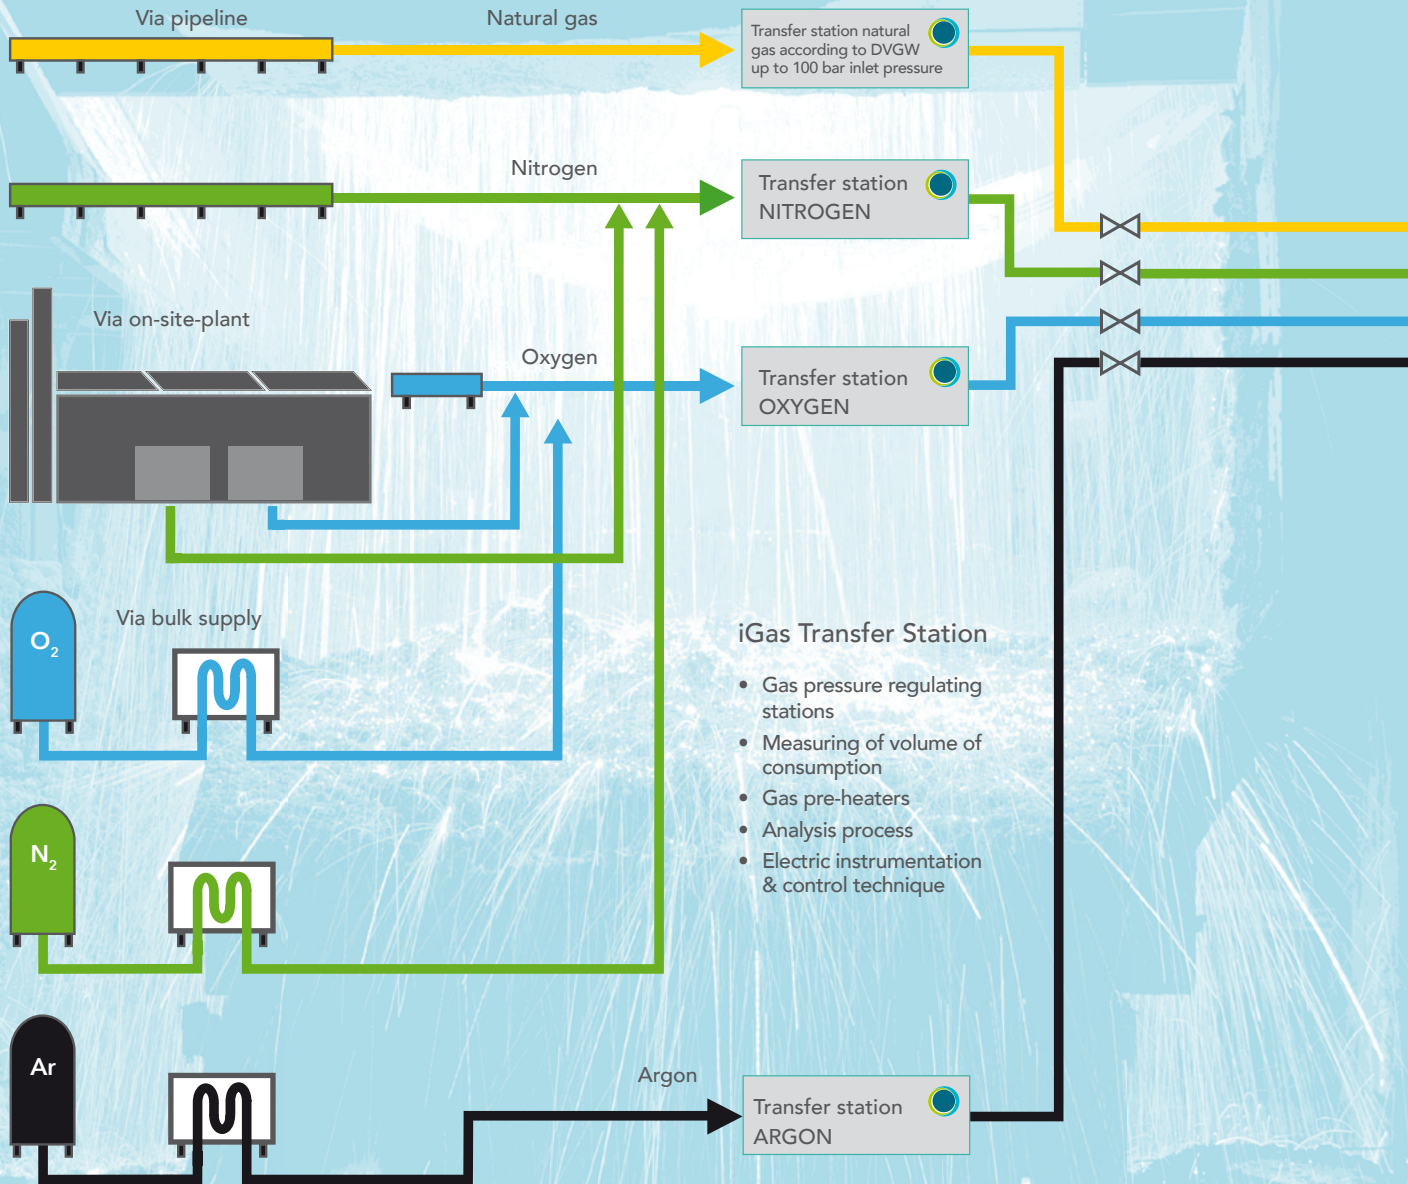 Via pipeline
Natural gas
Transfer station natural
gas according to DVGW
up to 100 bar inlet pressure
Nitrogen
Transfer station
NITROGEN
Via on-site-plant
Oxygen
Transfer station
OXYGEN
Via bulk supply
O₂
iGas Transfer Station
• Gas pressure regulating
stations
• Measuring of volume of
consumption
• Gas pre-heaters
• Analysis process
• Electric instrumentation
& control technique
N₂
Ar
Argon
Transfer station
ARGON